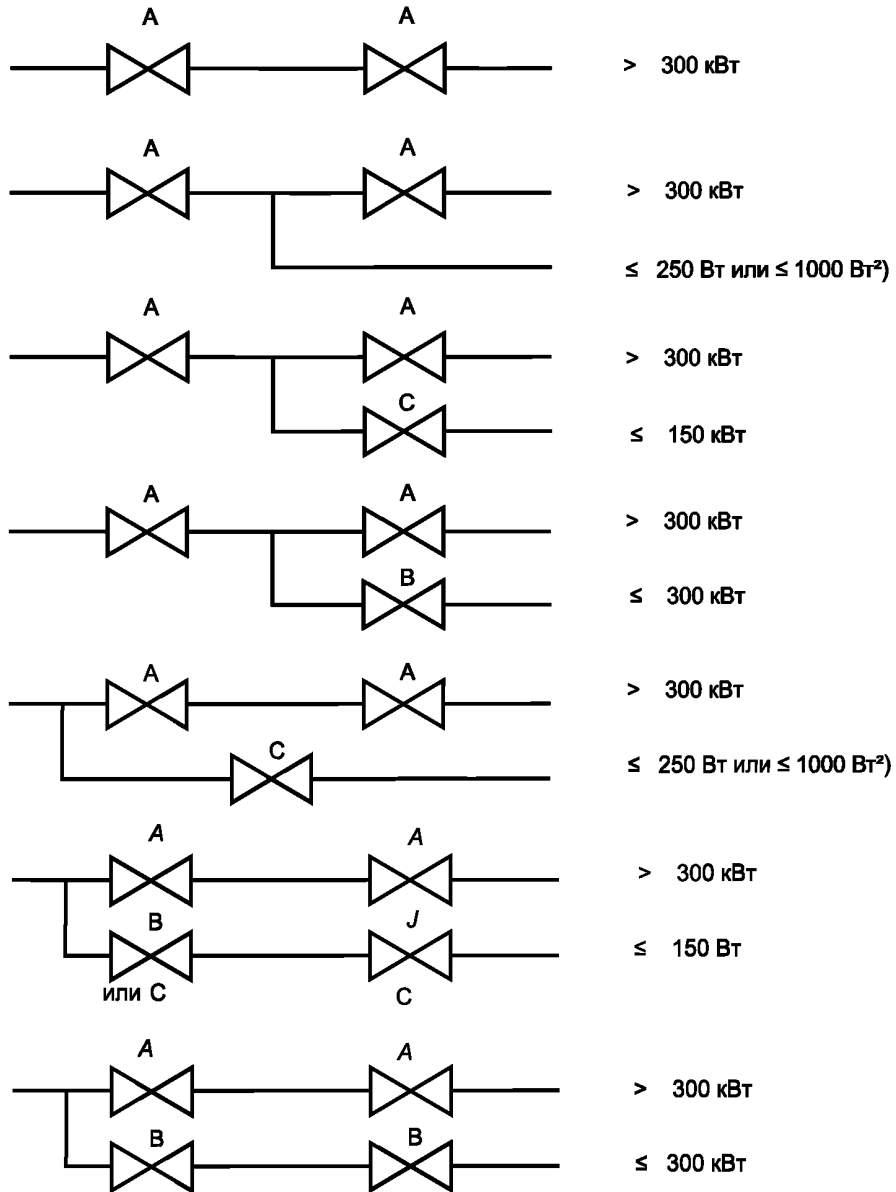 A A
> 300 кВт
A A
> 300 кВт
≤ 250 Вт или ≤ 1000 Вт²)
A A
> 300 кВт
C
≤ 150 кВт
A A
> 300 кВт
B
≤ 300 кВт
A A
> 300 кВт
C
≤ 250 Вт или ≤ 1000 Вт²)
A A
> 300 кВт
B J
≤ 150 Вт
или C C
A A
> 300 кВт
B B
≤ 300 кВт